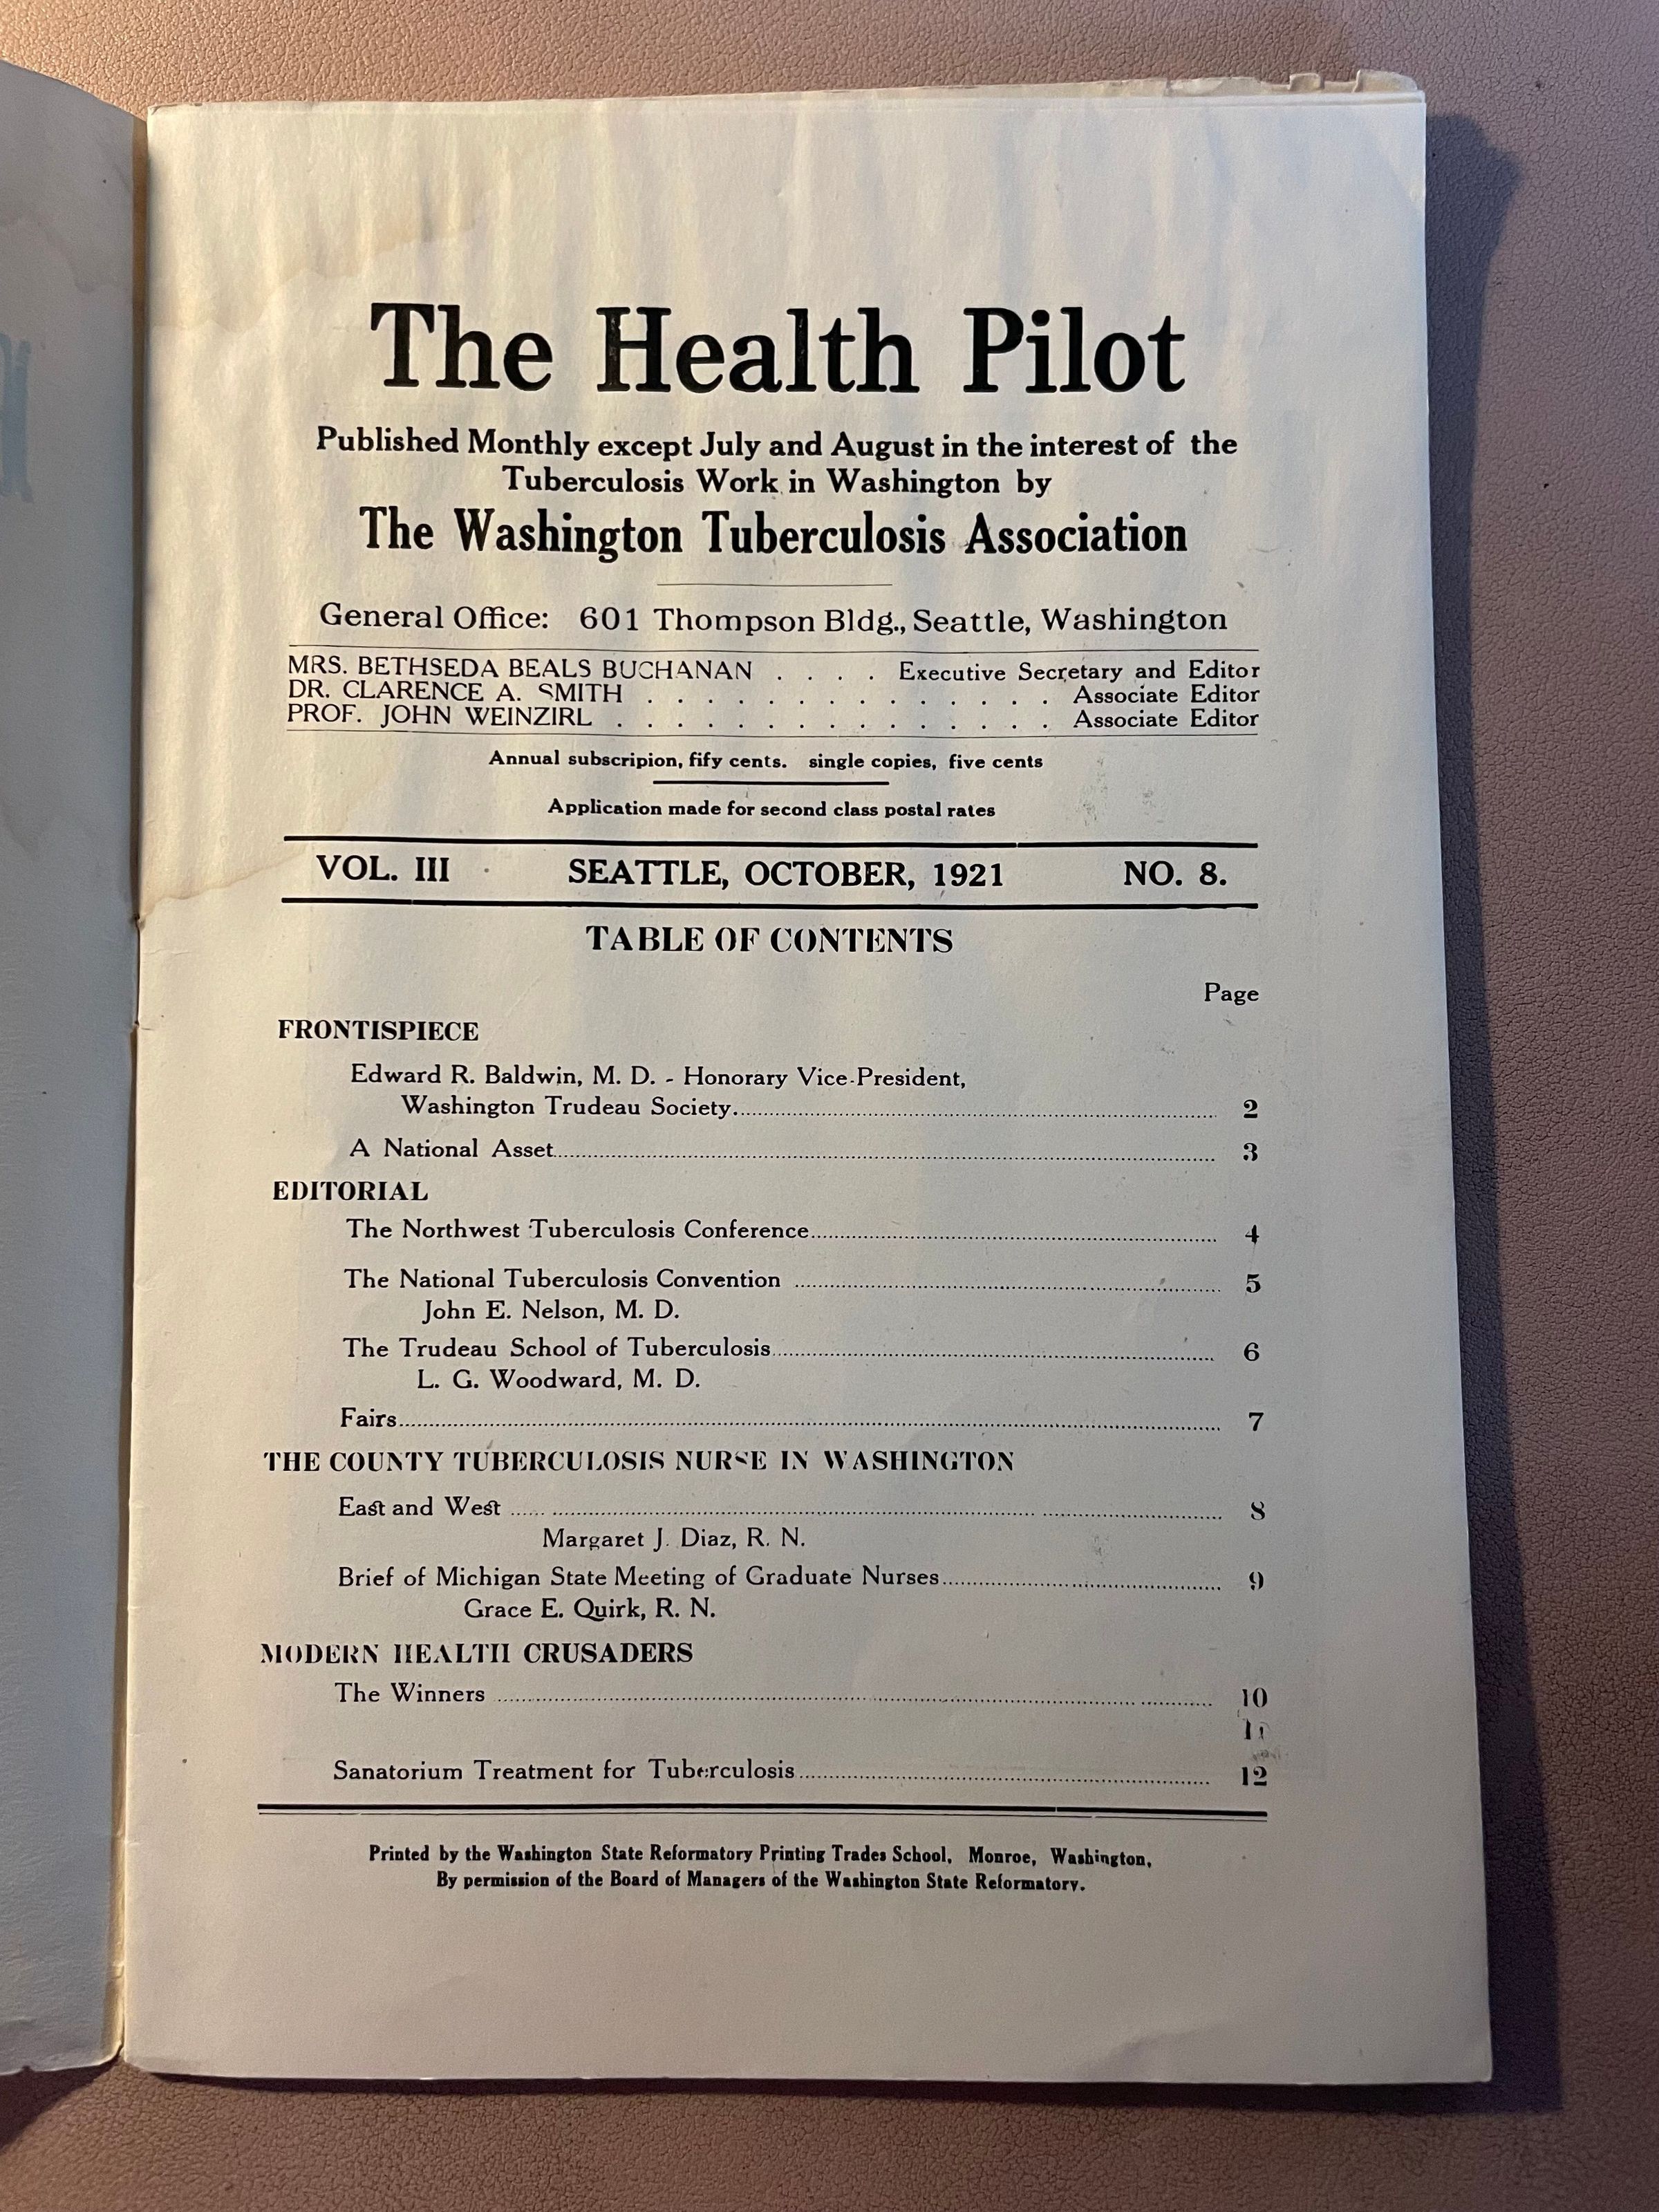 The Health Pilot
Published Monthly except July and August in the interest of the
Tuberculosis Work in Washington by
The Washington Tuberculosis Association
General Office: 601 Thompson Bldg., Seattle, Washington
MRS. BETHSEDA BEALS BUCHANAN . . . . Executive Secretary and Editor
DR. CLARENCE A. SMITH . . . . . . . . . . . . . . Associate Editor
PROF. JOHN WEINZIRL . . . . . . . . . . . . . . . Associate Editor
Annual subscripion, fify cents. single copies, five cents
Application made for second class postal rates
VOL. III SEATTLE, OCTOBER, 1921 NO. 8.
TABLE OF CONTENTS
Page
FRONTISPIECE
Edward R. Baldwin, M. D. - Honorary Vice-President,
Washington Trudeau Society. 2
A National Asset 3
EDITORIAL
The Northwest Tuberculosis Conference 4
The National Tuberculosis Convention 5
John E. Nelson, M. D.
The Trudeau School of Tuberculosis 6
L. G. Woodward, M. D.
Fairs 7
THE COUNTY TUBERCULOSIS NURSE IN WASHINGTON
East and West 8
Margaret J. Diaz, R. N.
Brief of Michigan State Meeting of Graduate Nurses 9
Grace E. Quirk, R. N.
MODERN HEALTH CRUSADERS
The Winners 10
11
Sanatorium Treatment for Tuberculosis 12
Printed by the Washington State Reformatory Printing Trades School, Monroe, Washington,
By permission of the Board of Managers of the Washington State Reformatory.